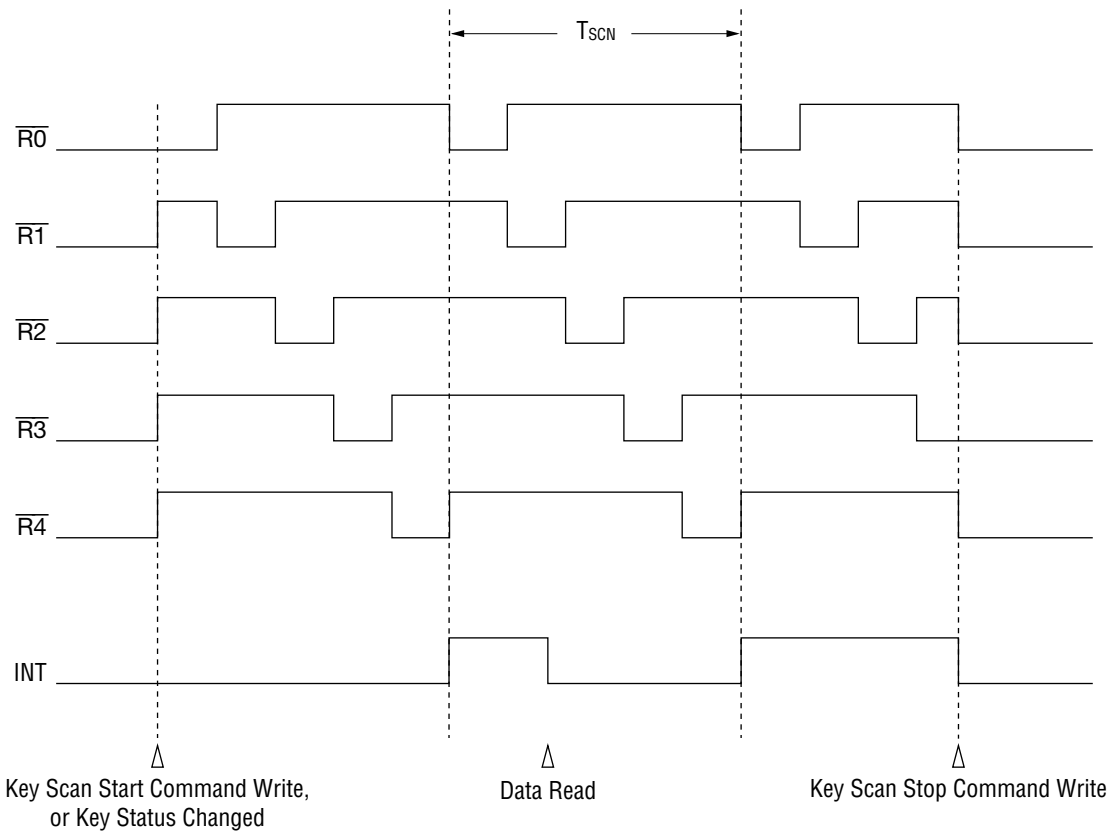 TSCN
R0
R1
R2
R3
R4
INT
Key Scan Start Command Write,
or Key Status Changed
Data Read
Key Scan Stop Command Write